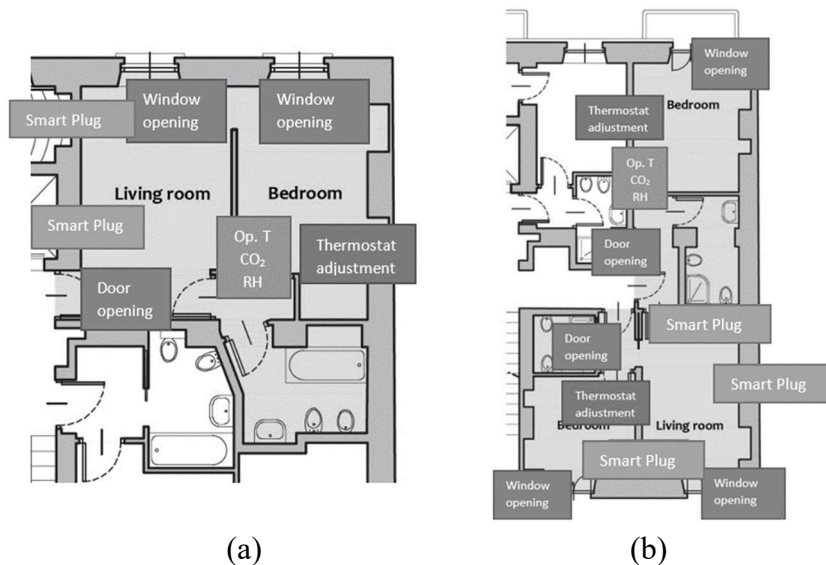 Window
opening
Window
opening
Smart Plug
Living room
Bedroom
Smart Plug
Op. T
CO₂
RH
Thermostat
adjustment
Door
opening
(a)
Window
opening
Bedroom
Thermostat
adjustment
Op. T
CO₂
RH
Door
opening
Smart Plug
Door
opening
Smart Plug
Thermostat
adjustment
Bedroom
Living room
Smart Plug
Window
opening
Window
opening
(b)